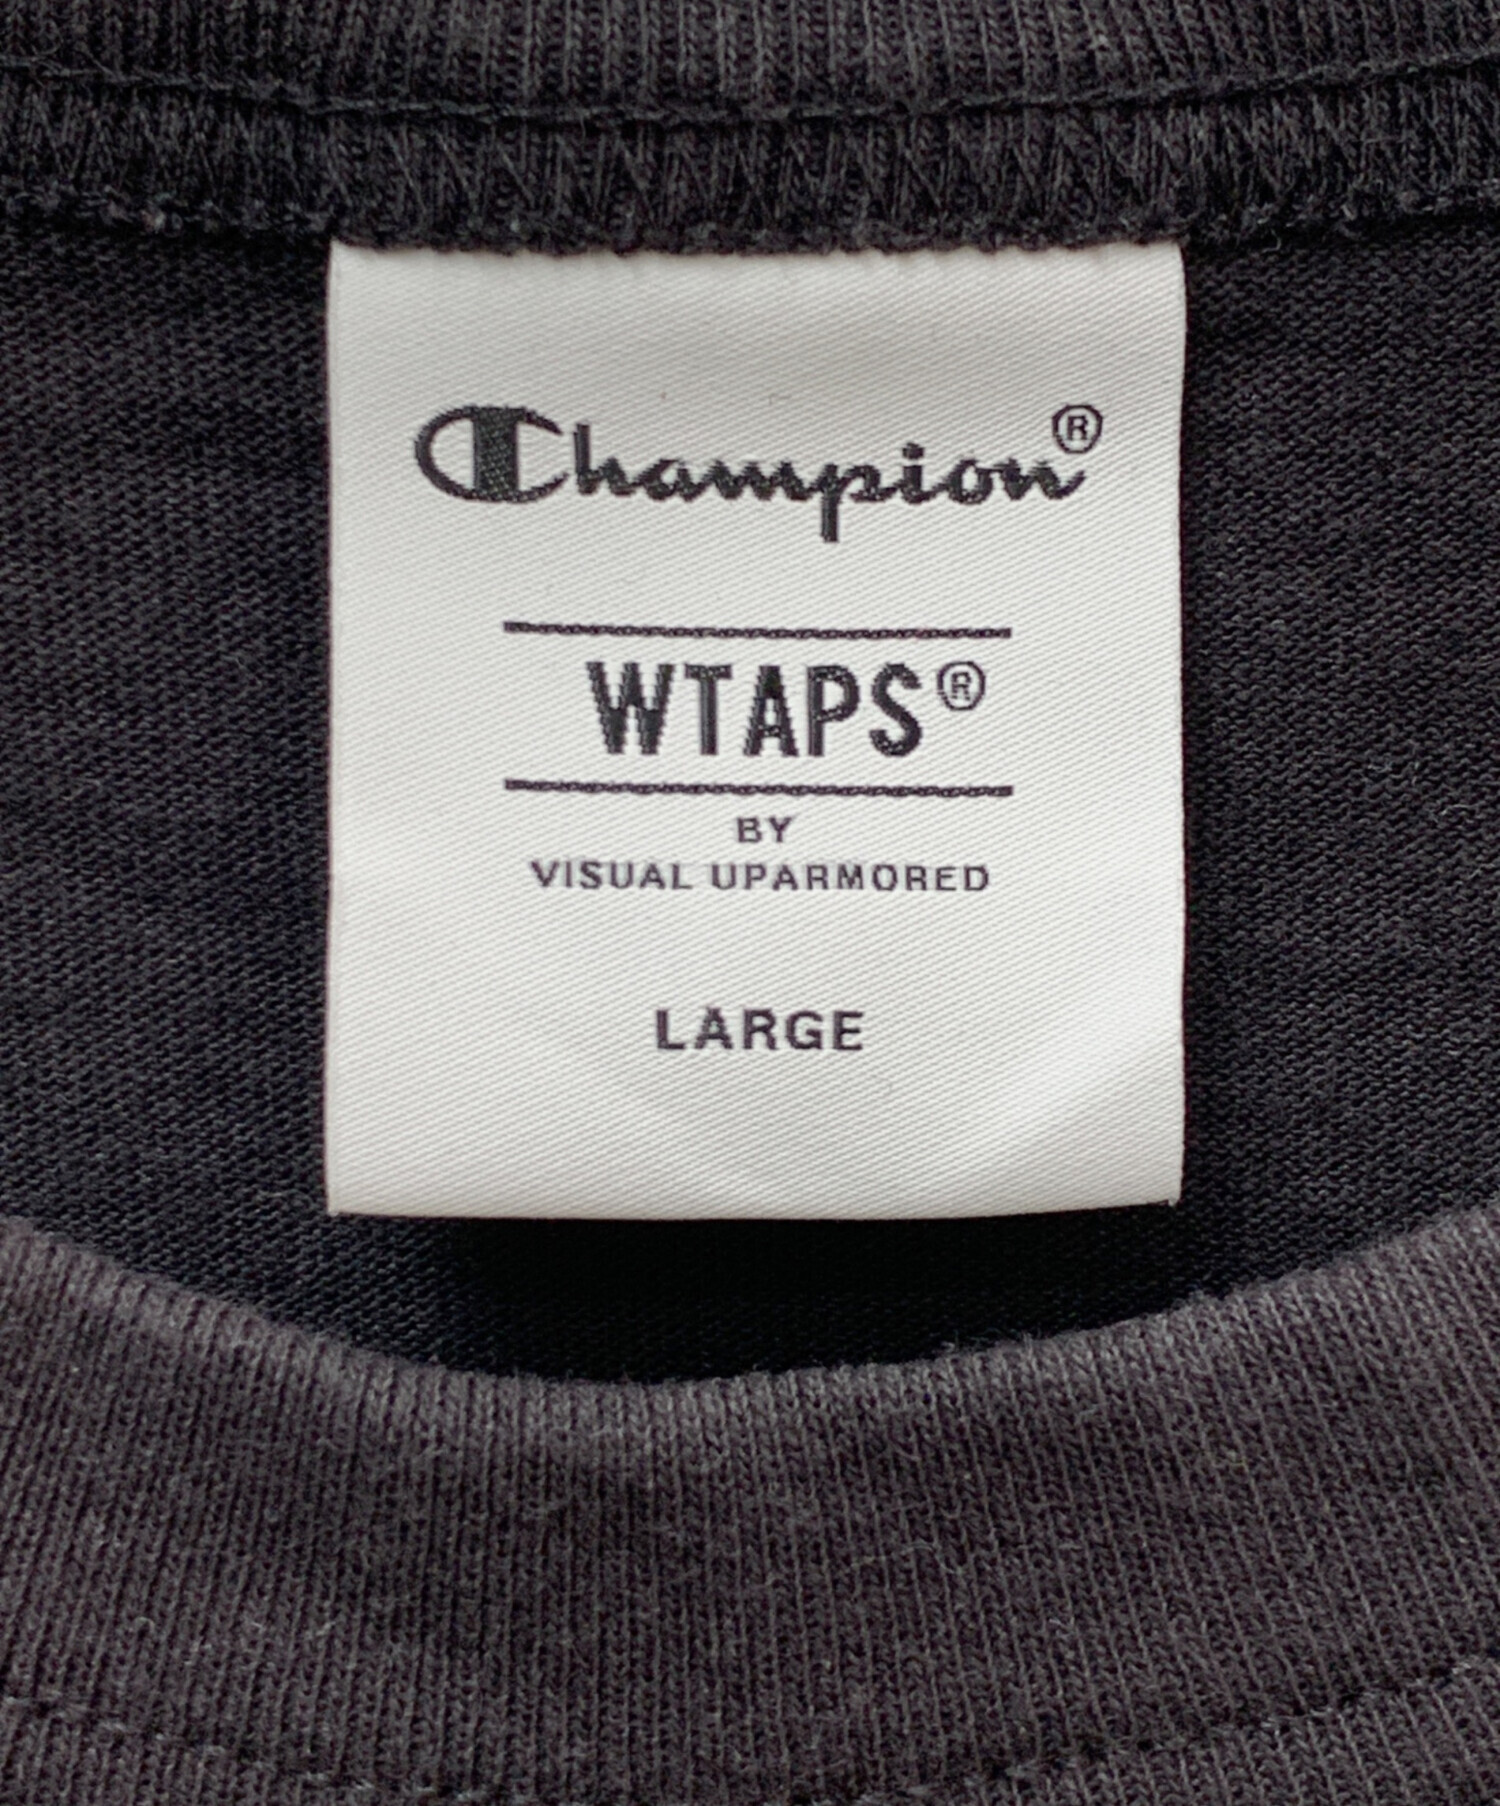 Champion®
WTAPS®
BY
VISUAL UPARMORED
LARGE